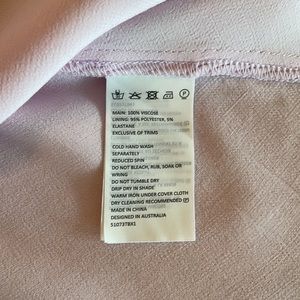 MAIN: 100% VISCOSE
LINING: 95% POLYESTER, 5%
ELASTANE
EXCLUSIVE OF TRIMS
COLD HAND WASH
SEPARATELY
REDUCED SPIN
DO NOT BLEACH, RUB, SOAK OR
WRING
DO NOT TUMBLE DRY
DRIP DRY IN SHADE
WARM IRON UNDER COVER CLOTH
DRY CLEANING RECOMMENDED Ⓟ
MADE IN CHINA
DESIGNED IN AUSTRALIA
51073TBX1